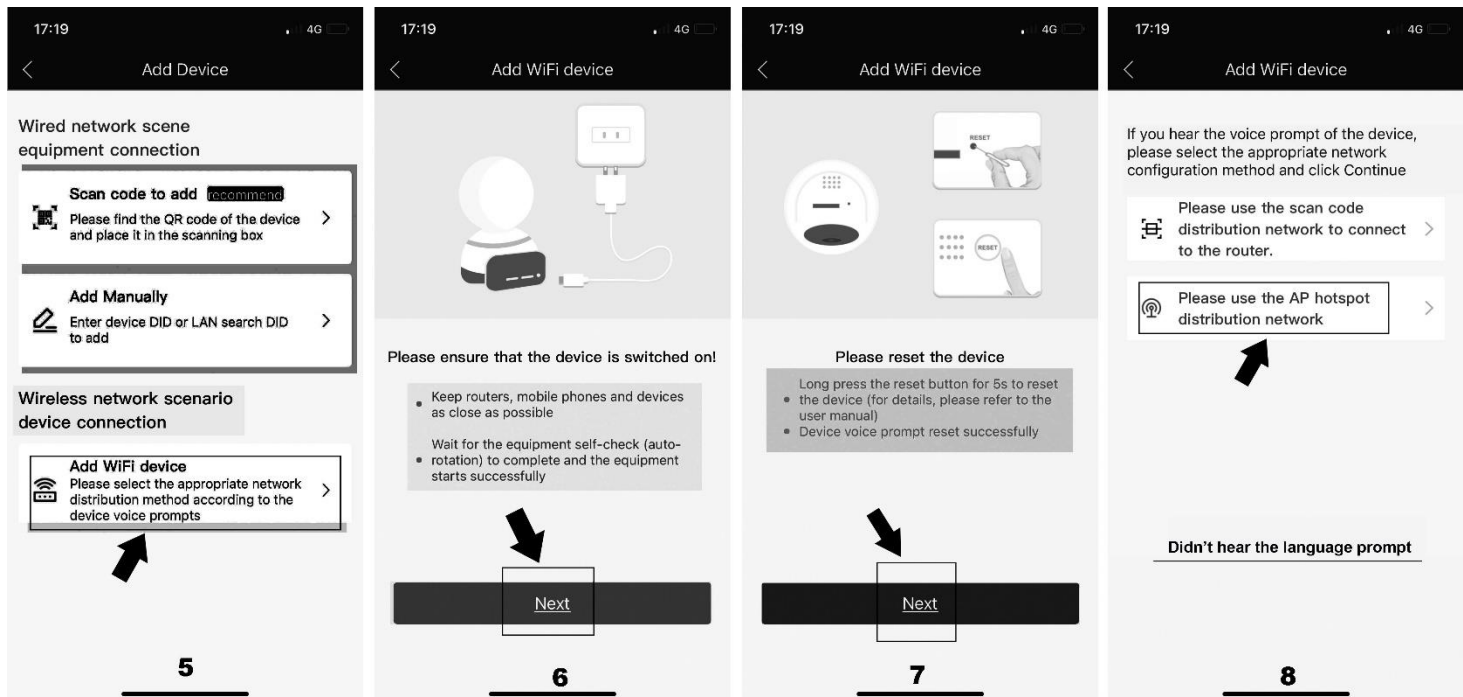 17:19
4G
Add Device
Wired network scene
equipment connection
Scan code to add recommend
Please find the QR code of the device
and place it in the scanning box
Add Manually
Enter device DID or LAN search DID
to add
Wireless network scenario
device connection
Add WiFi device
Please select the appropriate network
distribution method according to the
device voice prompts
5
17:19
4G
Add WiFi device
Please ensure that the device is switched on!
• Keep routers, mobile phones and devices
as close as possible
Wait for the equipment self-check (auto-
• rotation) to complete and the equipment
starts successfully
Next
6
17:19
4G
Add WiFi device
RESET
RESET
Please reset the device
Long press the reset button for 5s to reset
• the device (for details, please refer to the
user manual)
• Device voice prompt reset successfully
Next
7
17:19
4G
Add WiFi device
If you hear the voice prompt of the device,
please select the appropriate network
configuration method and click Continue
Please use the scan code
distribution network to connect
to the router.
Please use the AP hotspot
distribution network
Didn't hear the language prompt
8